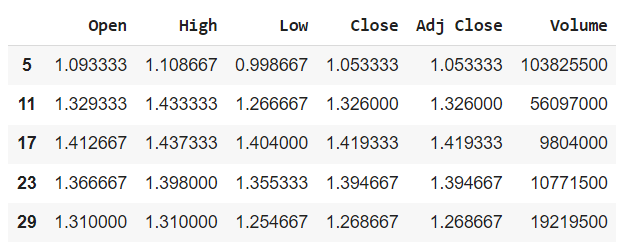 Open High Low Close Adj Close Volume
5 1.093333 1.108667 0.998667 1.053333 1.053333 103825500
11 1.329333 1.433333 1.266667 1.326000 1.326000 56097000
17 1.412667 1.437333 1.404000 1.419333 1.419333 9804000
23 1.366667 1.398000 1.355333 1.394667 1.394667 10771500
29 1.310000 1.310000 1.254667 1.268667 1.268667 19219500